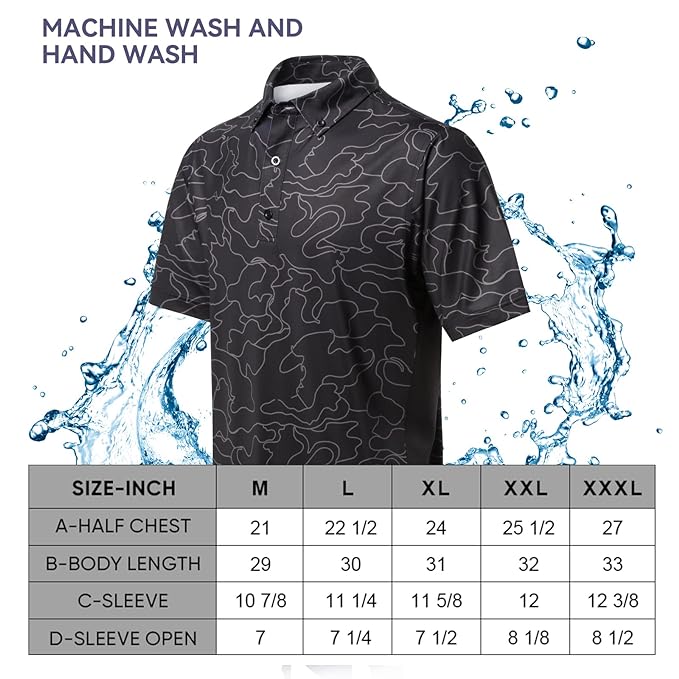 MACHINE WASH AND
HAND WASH
SIZE-INCH M L XL XXL XXXL
A-HALF CHEST 21 22 1/2 24 25 1/2 27
B-BODY LENGTH 29 30 31 32 33
C-SLEEVE 10 7/8 11 1/4 11 5/8 12 12 3/8
D-SLEEVE OPEN 7 7 1/4 7 1/2 8 1/8 8 1/2